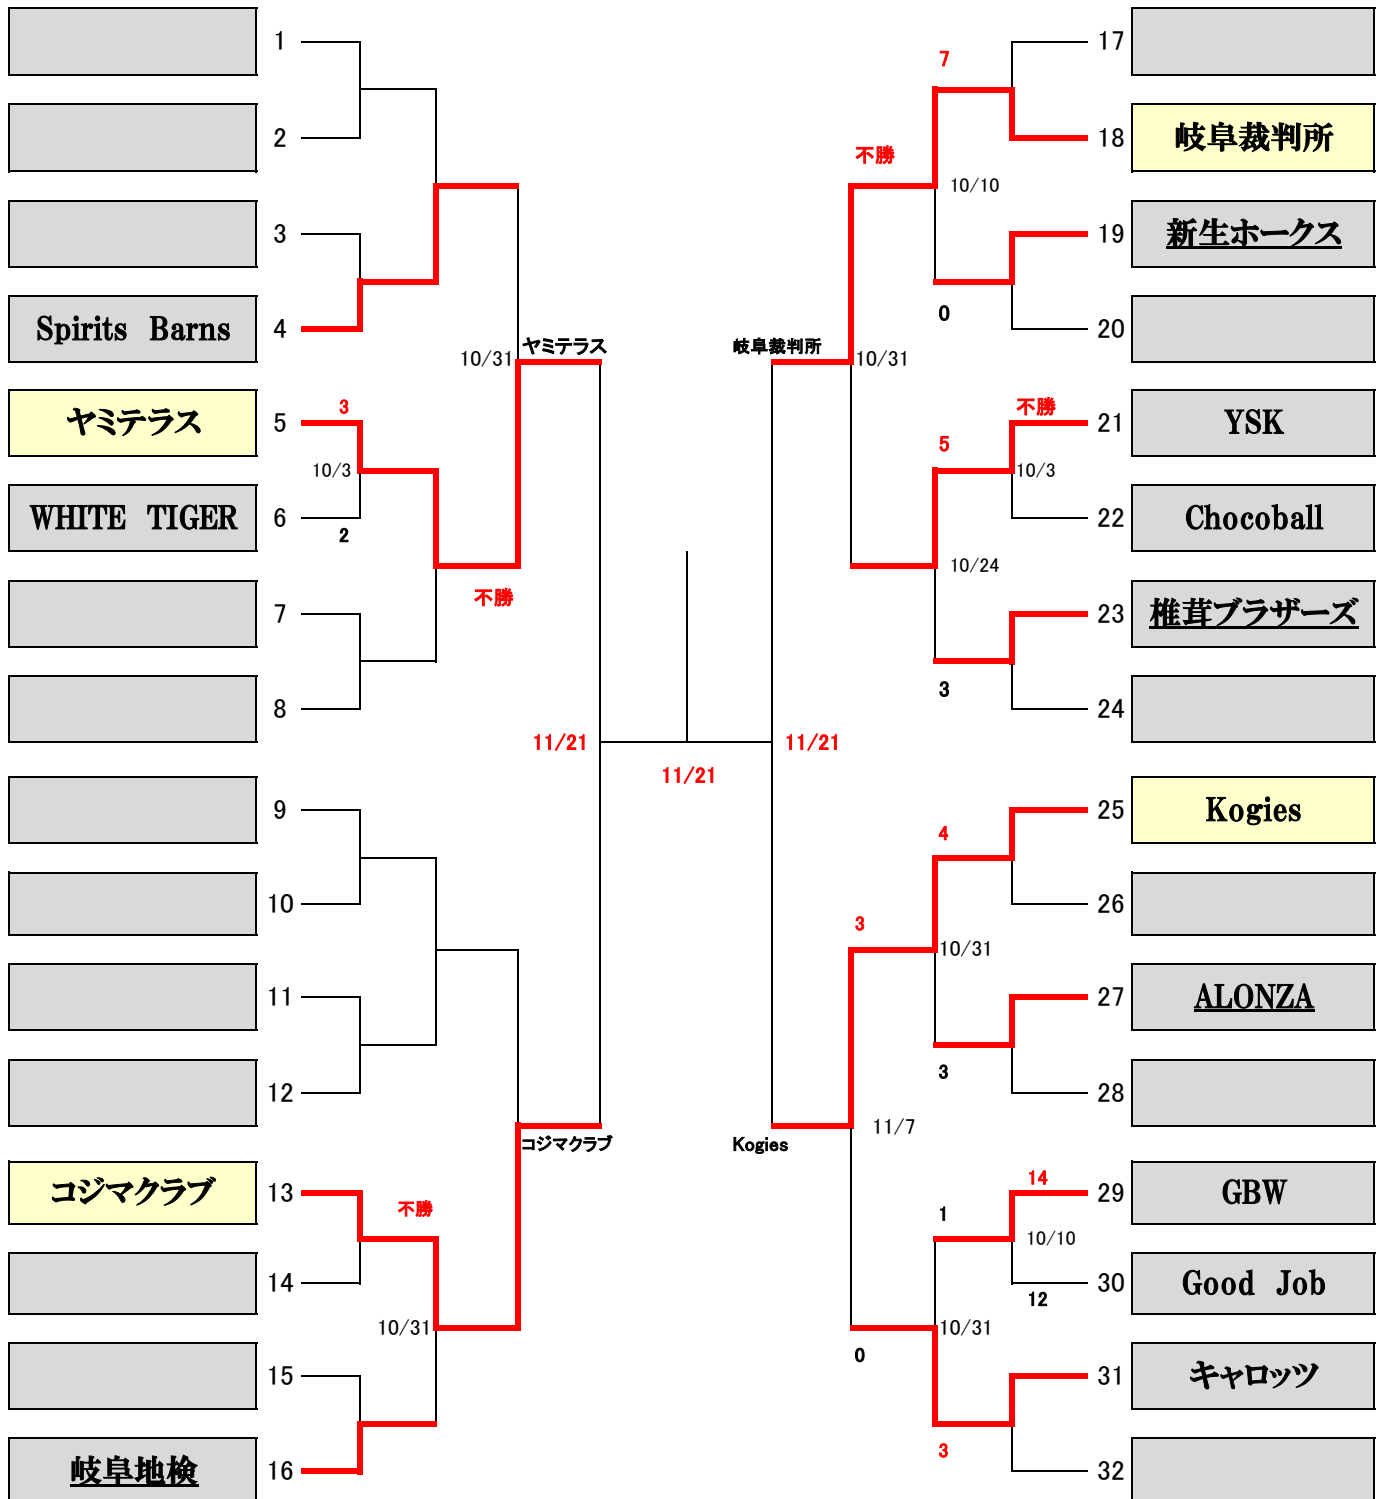 1
2
3
Spirits Barns 4
10/31
ヤミテラス
ヤミテラス 5
3
10/3
WHITE TIGER 6
2
不勝
7
8
11/21
11/21
11/21
9
10
11
12
コジマクラブ
コジマクラブ 13
不勝
14
10/31
15
岐阜地検 16
17
7
18 岐阜裁判所
不勝
10/10
19 新生ホークス
0
20
岐阜裁判所
10/31
不勝
21 YSK
5
10/3
22 Chocoball
10/24
23 椎茸ブラザーズ
3
24
25 Kogies
4
26
3
10/31
27 ALONZA
3
28
11/7
Kogies
14
29 GBW
1
10/10
30 Good Job
12
10/31
0
31 キャロッツ
3
32